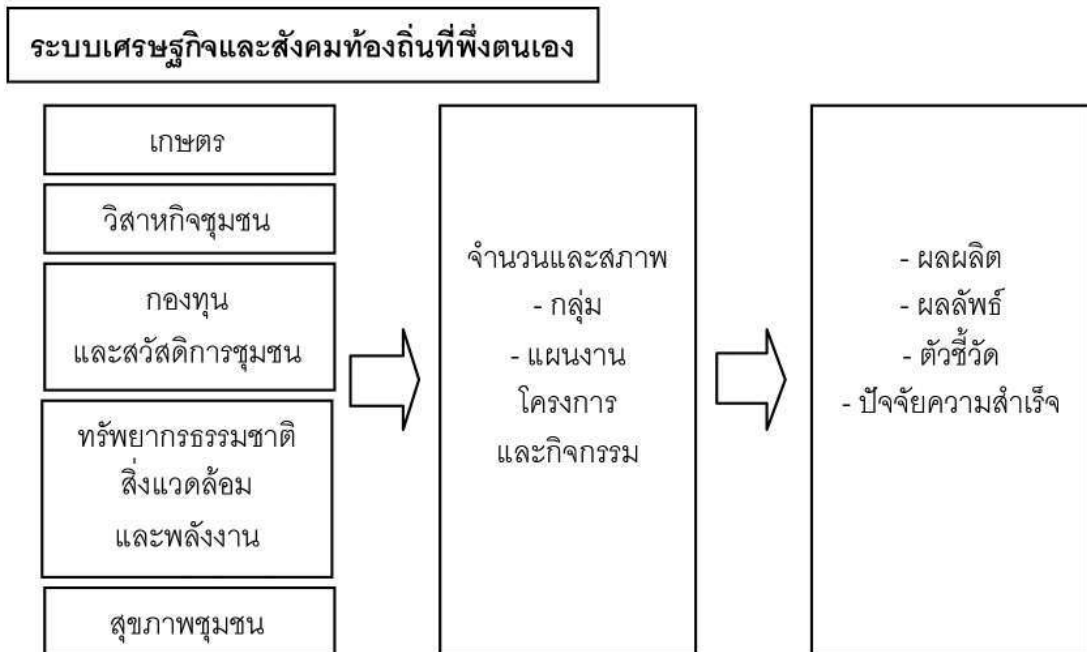 ระบบเศรษฐกิจและสังคมท้องถิ่นที่พึ่งตนเอง
เกษตร
วิสาหกิจชุมชน
กองทุน
และสวัสดิการชุมชน
ทรัพยากรธรรมชาติ
สิ่งแวดล้อม
และพลังงาน
สุขภาพชุมชน
จำนวนและสภาพ
- กลุ่ม
- แผนงาน
โครงการ
และกิจกรรม
- ผลผลิต
- ผลลัพธ์
- ตัวชี้วัด
- ปัจจัยความสำเร็จ